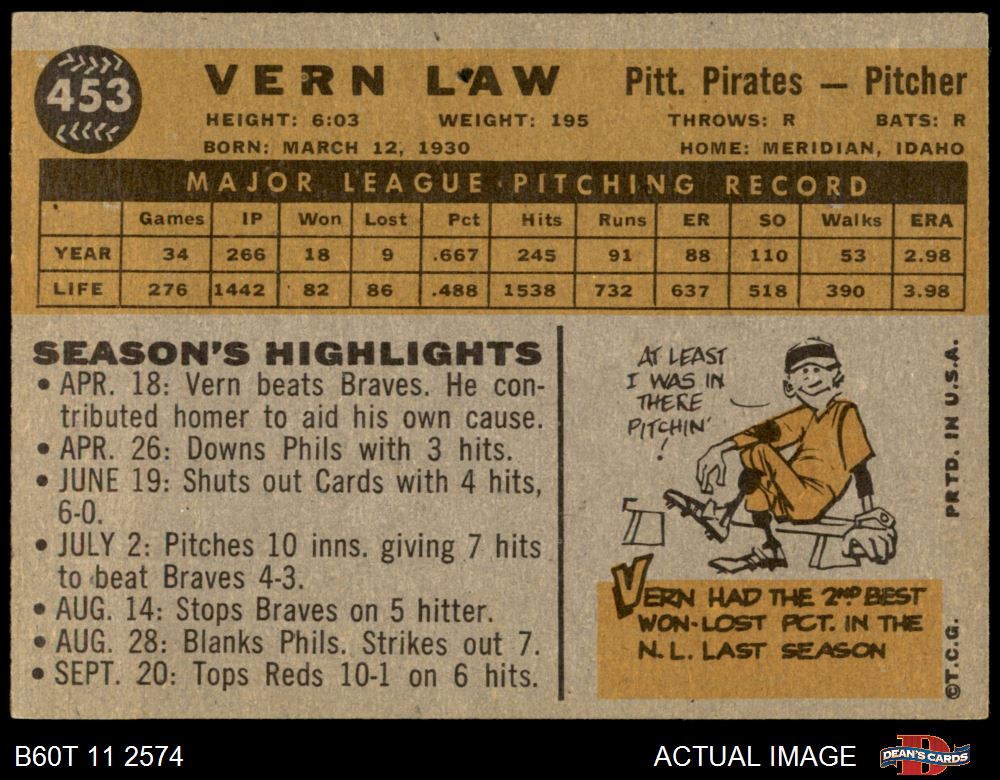 453
VERN LAW
Pitt. Pirates — Pitcher
HEIGHT: 6:03 WEIGHT: 195 THROWS: R BATS: R
BORN: MARCH 12, 1930 HOME: MERIDIAN, IDAHO
MAJOR LEAGUE PITCHING RECORD
Games IP Won Lost Pct Hits Runs ER SO Walks ERA
YEAR 34 266 18 9 .667 245 91 88 110 53 2.98
LIFE 276 1442 82 86 .488 1538 732 637 518 390 3.98
SEASON'S HIGHLIGHTS
• APR. 18: Vern beats Braves. He con-
tributed homer to aid his own cause.
• APR. 26: Downs Phils with 3 hits.
• JUNE 19: Shuts out Cards with 4 hits,
6-0.
• JULY 2: Pitches 10 inns. giving 7 hits
to beat Braves 4-3.
• AUG. 14: Stops Braves on 5 hitter.
• AUG. 28: Blanks Phils. Strikes out 7.
• SEPT. 20: Tops Reds 10-1 on 6 hits.
AT LEAST
I WAS IN
THERE
PITCHIN'
!
VERN HAD THE 2ND BEST
WON-LOST PCT. IN THE
N.L. LAST SEASON
©T.C.G. PRTD. IN U.S.A.
B60T 11 2574
ACTUAL IMAGE
DEAN'S CARDS